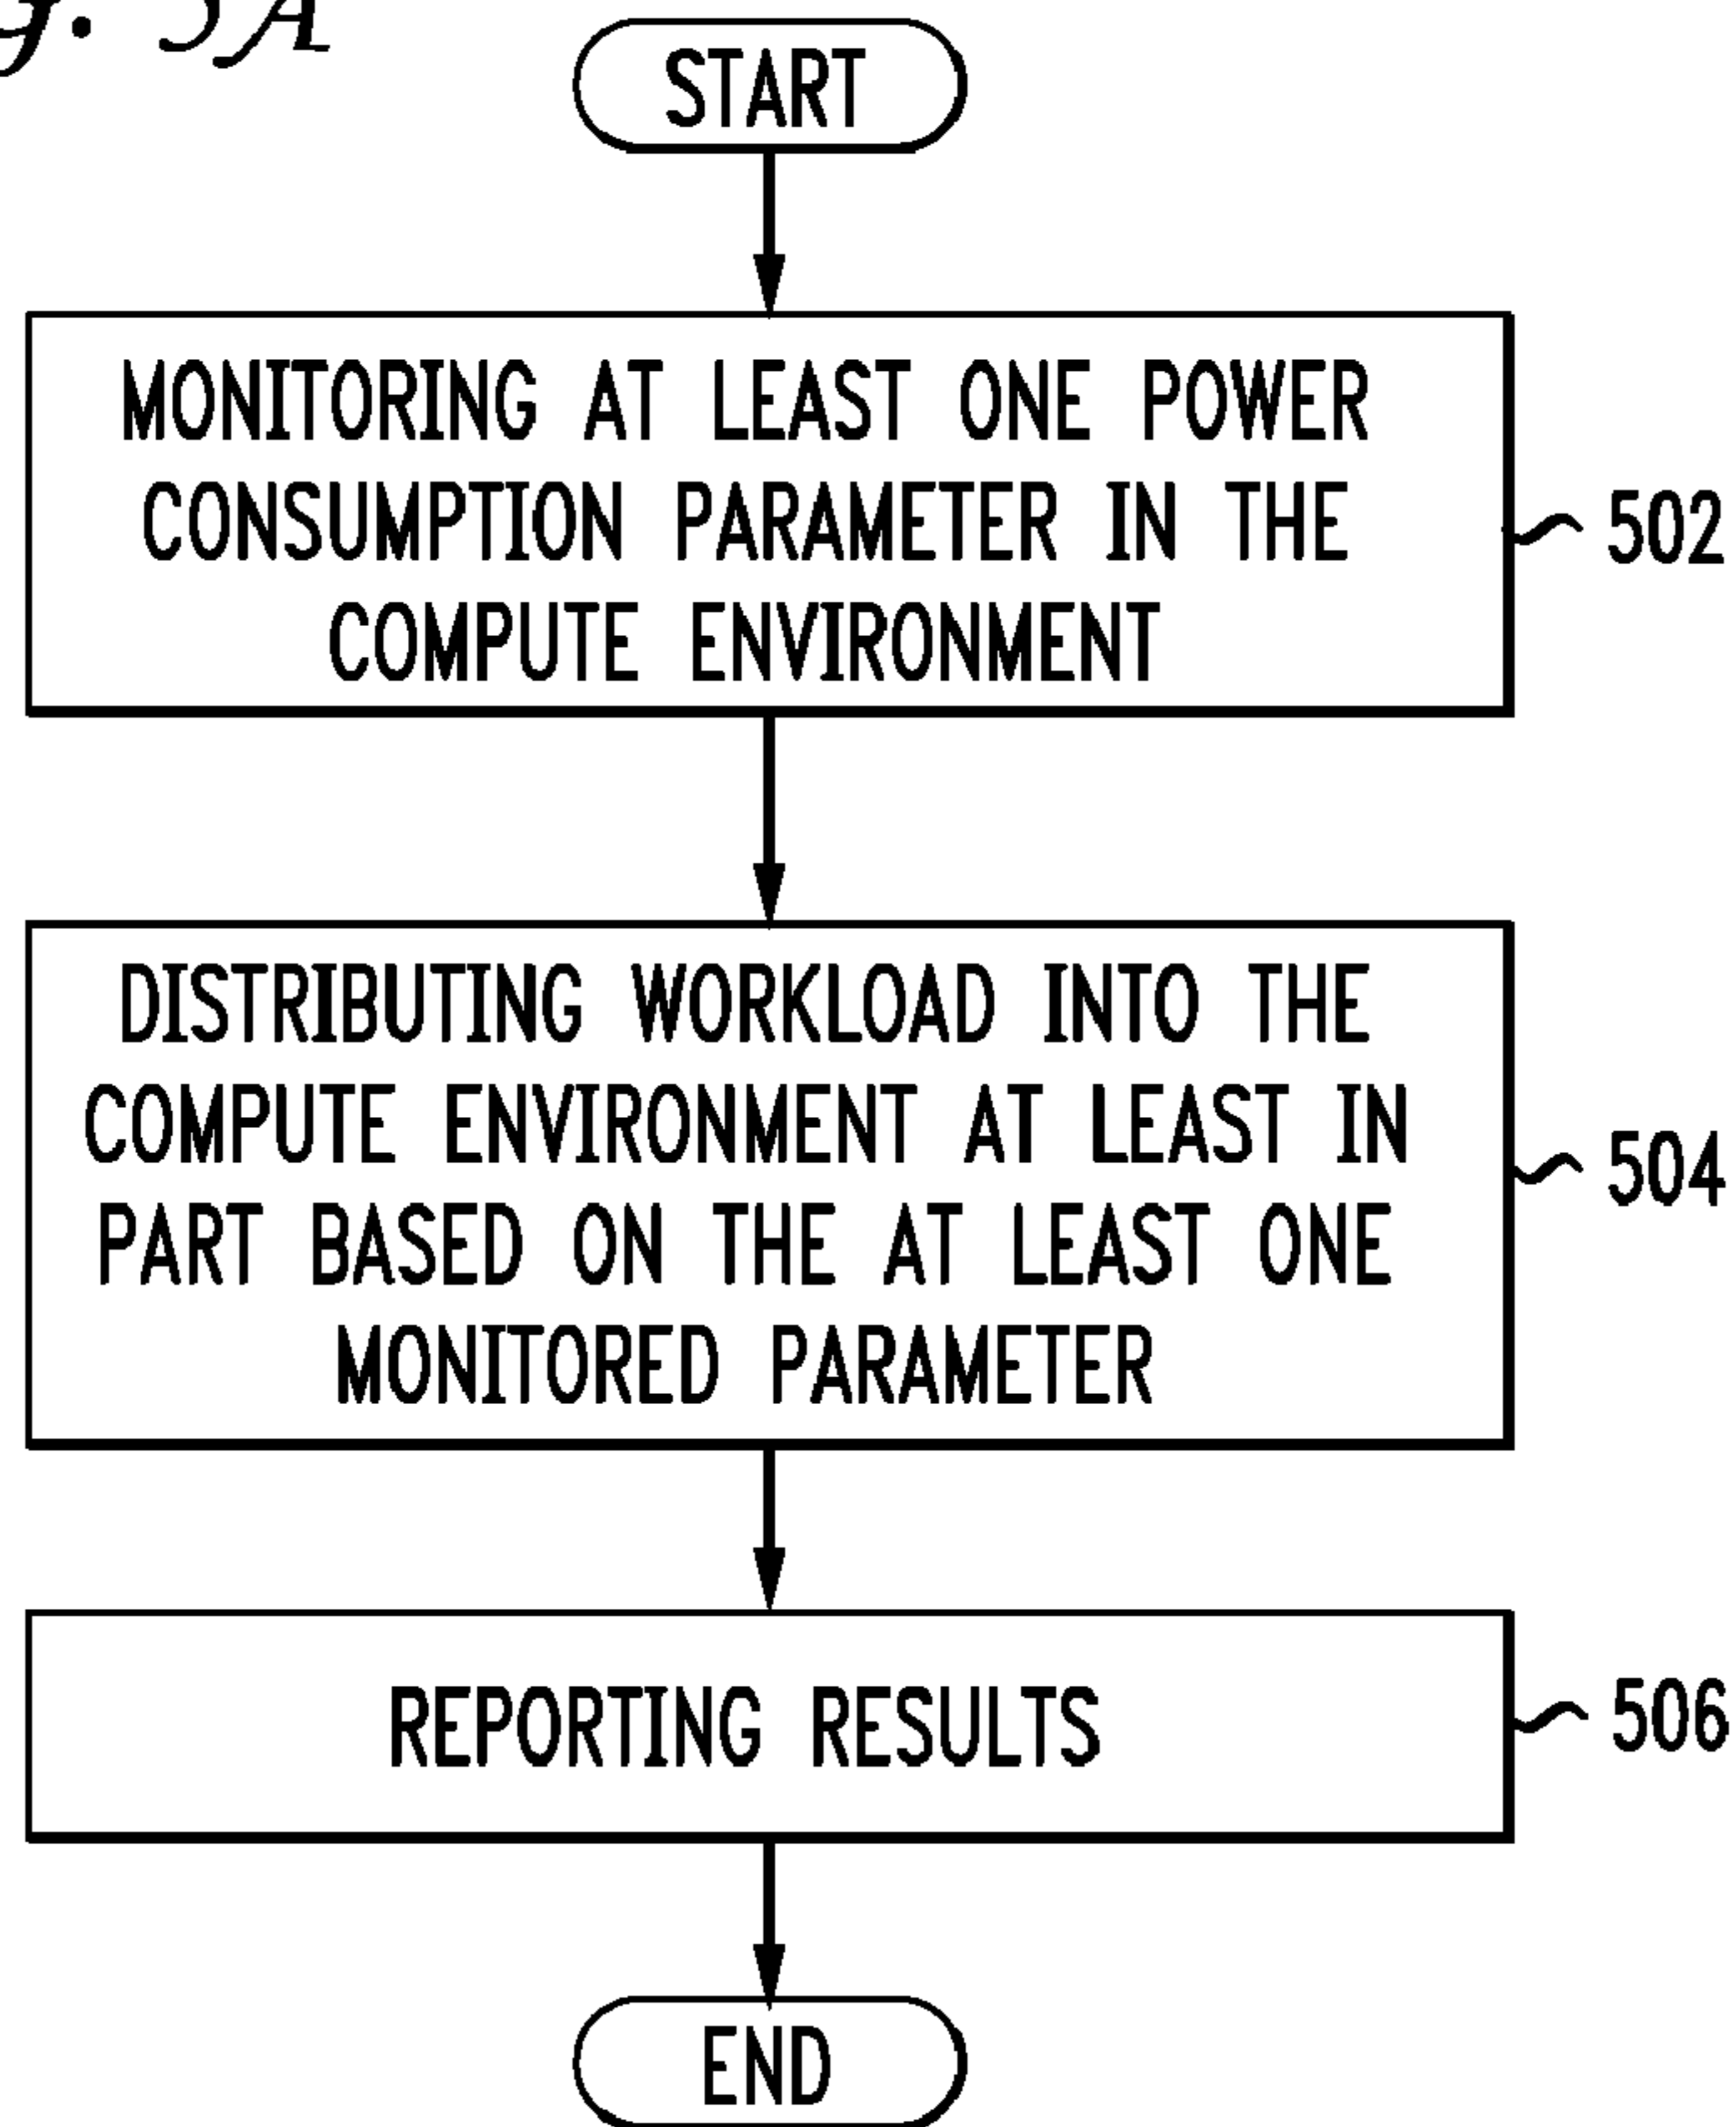 START
MONITORING AT LEAST ONE POWER
CONSUMPTION PARAMETER IN THE
COMPUTE ENVIRONMENT
502
DISTRIBUTING WORKLOAD INTO THE
COMPUTE ENVIRONMENT AT LEAST IN
PART BASED ON THE AT LEAST ONE
MONITORED PARAMETER
504
REPORTING RESULTS
506
END